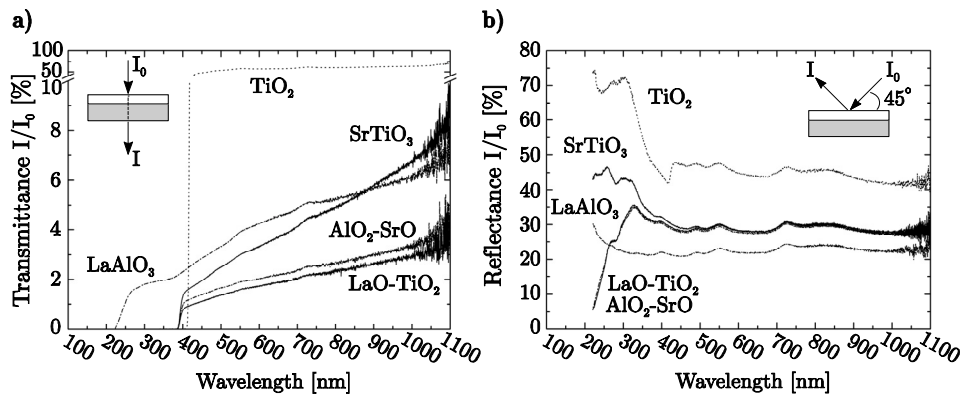 a)
Transmittance I/I₀ [%]
100
50
8
6
4
2
0
I₀
I
TiO₂
SrTiO₃
AlO₂-SrO
LaAlO₃
LaO-TiO₂
100 200 300 400 500 600 700 800 900 1000 1100
Wavelength [nm]
b)
Reflectance I/I₀ [%]
80
70
60
50
40
30
20
10
0
I I₀
45°
TiO₂
SrTiO₃
LaAlO₃
LaO-TiO₂
AlO₂-SrO
100 200 300 400 500 600 700 800 900 1000 1100
Wavelength [nm]